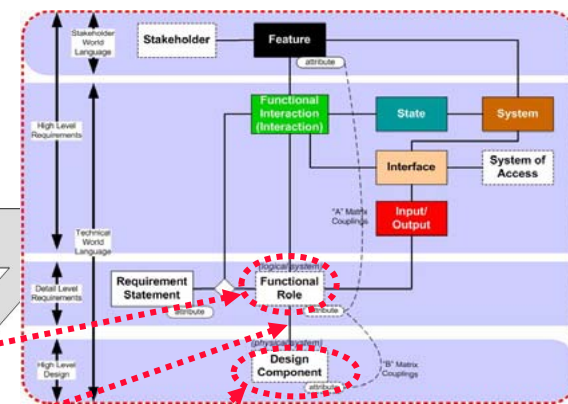 Stakeholder
World
Language
Stakeholder
Feature
attribute
High Level
Requirements
Functional
Interaction
(Interaction)
State
System
Interface
System of
Access
"A" Matrix
Couplings
Input/
Output
Technical
World
Language
Detail Level
Requirements
Requirement
Statement
attribute
(logical system)
Functional
Role
attribute
High Level
Design
(physical system)
Design
Component
attribute
"B" Matrix
Couplings